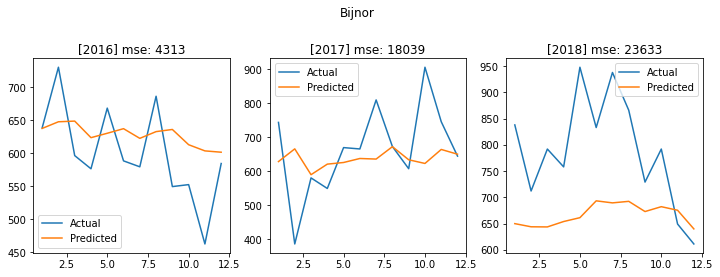 Bijnor
[2016] mse: 4313
700
650
600
550
500
450
2.5 5.0 7.5 10.0 12.5
Actual
Predicted
[2017] mse: 18039
900
800
700
600
500
400
2.5 5.0 7.5 10.0 12.5
Actual
Predicted
[2018] mse: 23633
950
900
850
800
750
700
650
600
2.5 5.0 7.5 10.0 12.5
Actual
Predicted